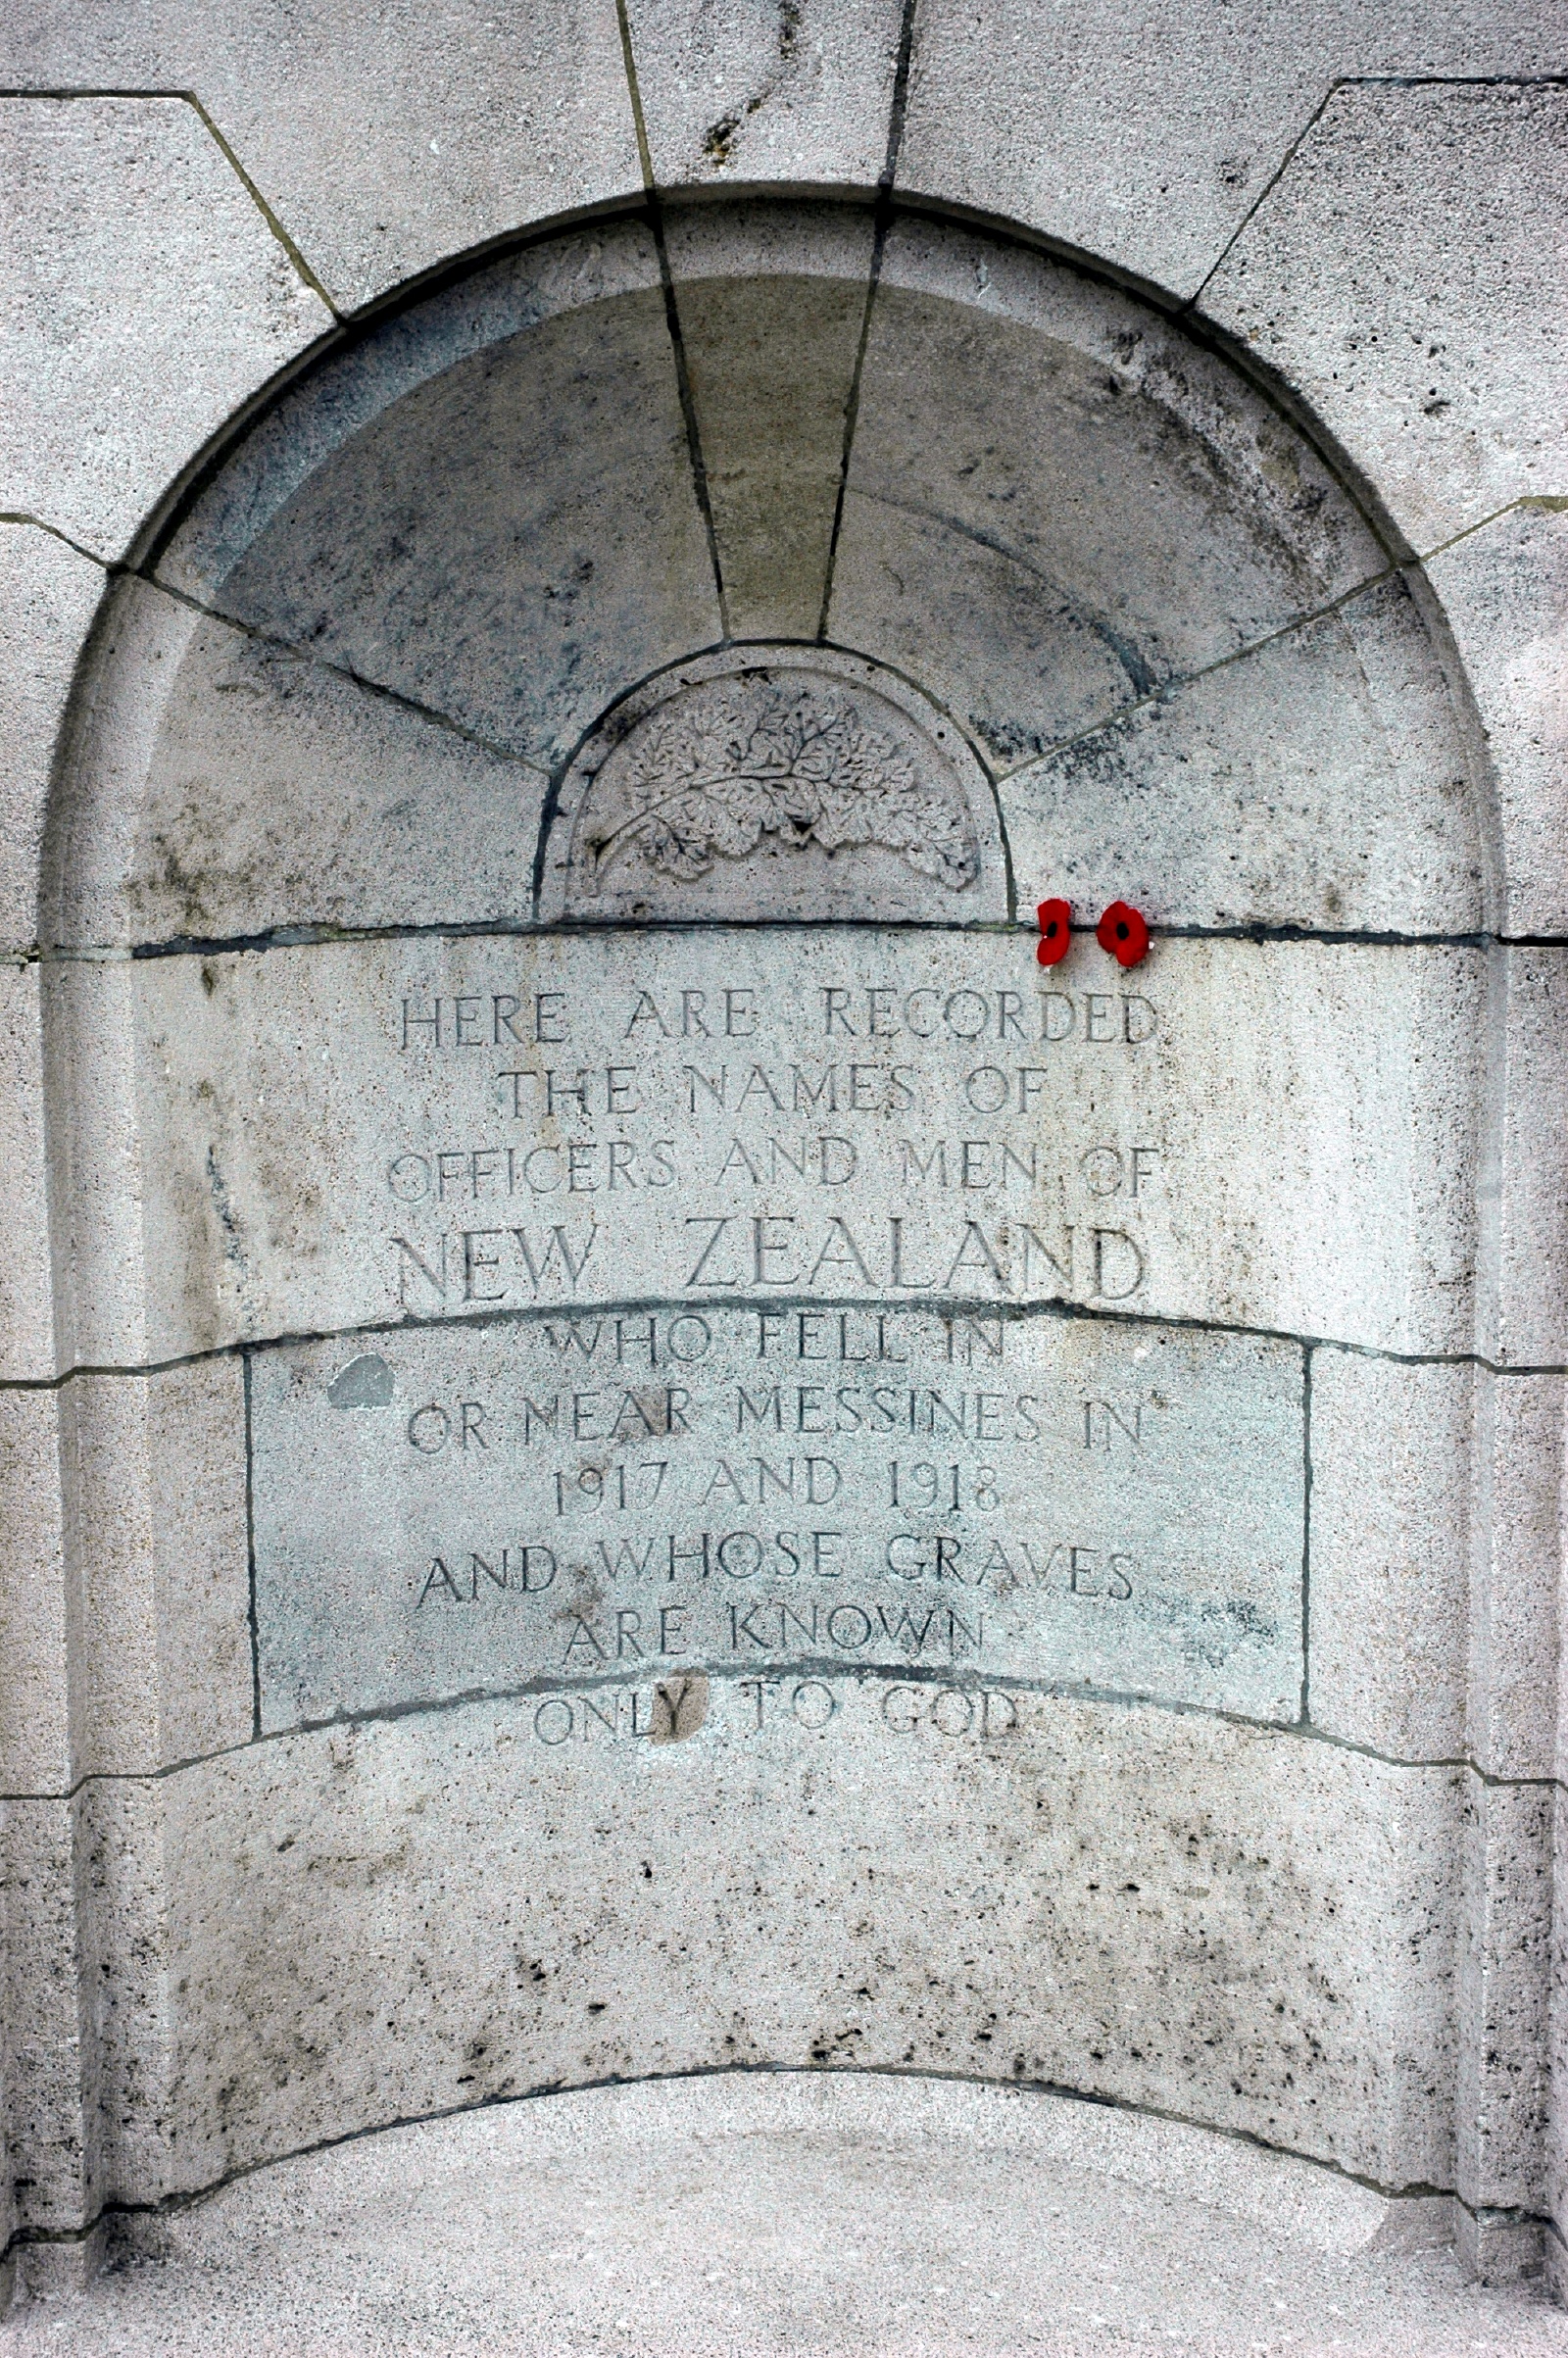 HERE ARE RECORDED
THE NAMES OF
OFFICERS AND MEN OF
NEW ZEALAND
WHO FELL IN
OR NEAR MESSINES IN
1917 AND 1918
AND WHOSE GRAVES
ARE KNOWN
ONLY TO GOD